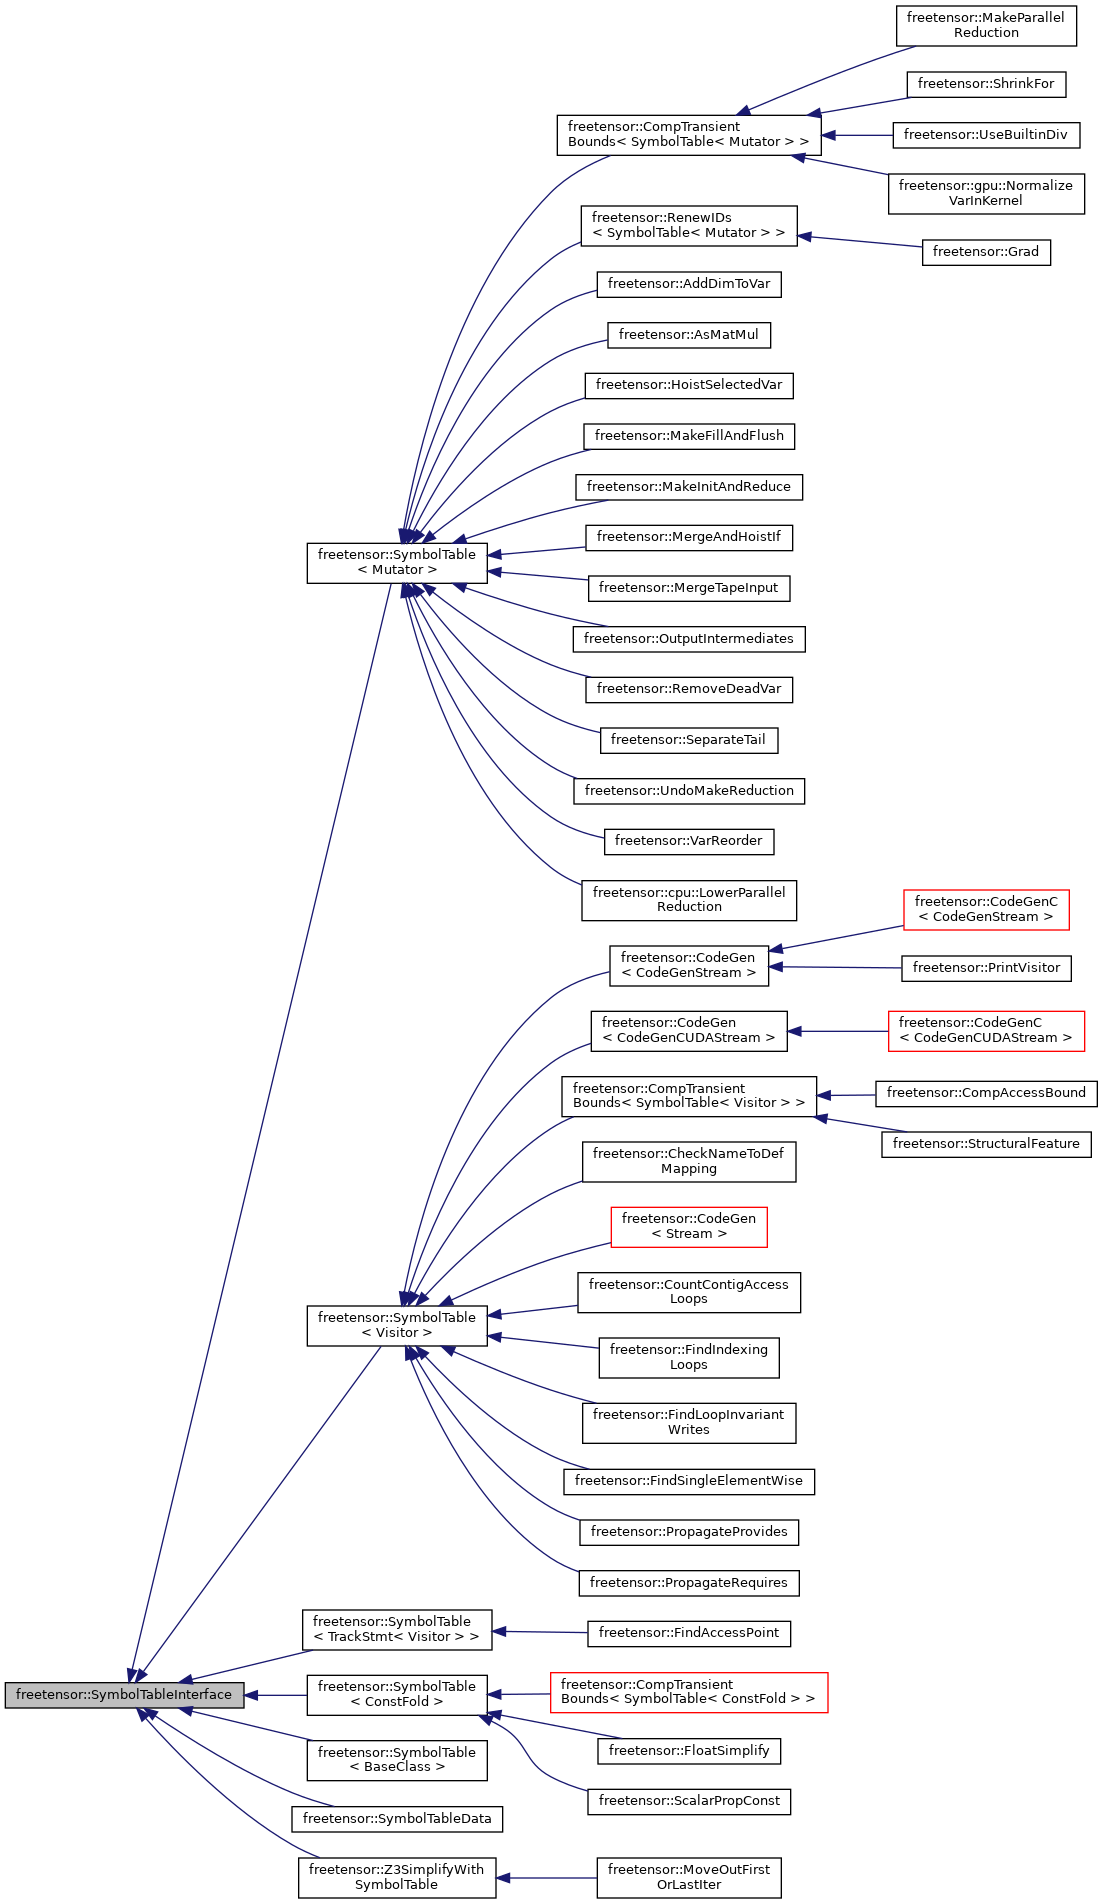 freetensor::MakeParallel
Reduction
freetensor::ShrinkFor
freetensor::CompTransient
Bounds< SymbolTable< Mutator > >
freetensor::UseBuiltinDiv
freetensor::gpu::Normalize
VarInKernel
freetensor::RenewIDs
< SymbolTable< Mutator > >
freetensor::Grad
freetensor::AddDimToVar
freetensor::AsMatMul
freetensor::HoistSelectedVar
freetensor::MakeFillAndFlush
freetensor::MakeInitAndReduce
freetensor::MergeAndHoistIf
freetensor::SymbolTable
< Mutator >
freetensor::MergeTapeInput
freetensor::OutputIntermediates
freetensor::RemoveDeadVar
freetensor::SeparateTail
freetensor::UndoMakeReduction
freetensor::VarReorder
freetensor::cpu::LowerParallel
Reduction
freetensor::CodeGenC
< CodeGenStream >
freetensor::CodeGen
< CodeGenStream >
freetensor::PrintVisitor
freetensor::CodeGen
< CodeGenCUDAStream >
freetensor::CodeGenC
< CodeGenCUDAStream >
freetensor::CompTransient
Bounds< SymbolTable< Visitor > >
freetensor::CompAccessBound
freetensor::StructuralFeature
freetensor::CheckNameToDef
Mapping
freetensor::CodeGen
< Stream >
freetensor::CountContigAccess
Loops
freetensor::SymbolTable
< Visitor >
freetensor::FindIndexing
Loops
freetensor::FindLoopInvariant
Writes
freetensor::FindSingleElementWise
freetensor::PropagateProvides
freetensor::PropagateRequires
freetensor::SymbolTable
< TrackStmt< Visitor > >
freetensor::FindAccessPoint
freetensor::SymbolTableInterface
freetensor::SymbolTable
< ConstFold >
freetensor::CompTransient
Bounds< SymbolTable< ConstFold > >
freetensor::FloatSimplify
freetensor::SymbolTable
< BaseClass >
freetensor::ScalarPropConst
freetensor::SymbolTableData
freetensor::Z3SimplifyWith
SymbolTable
freetensor::MoveOutFirst
OrLastIter